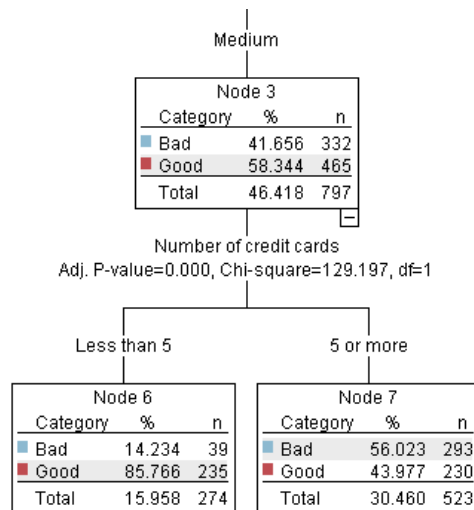 Medium
Node 3
Category % n
Bad 41.656 332
Good 58.344 465
Total 46.418 797
Number of credit cards
Adj. P-value=0.000, Chi-square=129.197, df=1
Less than 5
5 or more
Node 6
Category % n
Bad 14.234 39
Good 85.766 235
Total 15.958 274
Node 7
Category % n
Bad 56.023 293
Good 43.977 230
Total 30.460 523